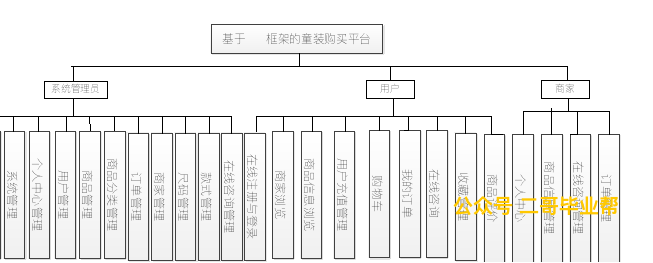 基于 框架的童装购买平台
系统管理员
用户
商家
系统管理
个人中心管理
用户管理
商品管理
商品分类管理
订单管理
商家管理
尺码管理
款式管理
在线咨询管理
在线注册与登录
商家浏览
商品信息浏览
用户充值管理
购物车
我的订单
在线咨询
收藏管理
商品评价
个人中心
商品信息管理
在线咨询管理
订单管理
公众号 二哥毕业帮